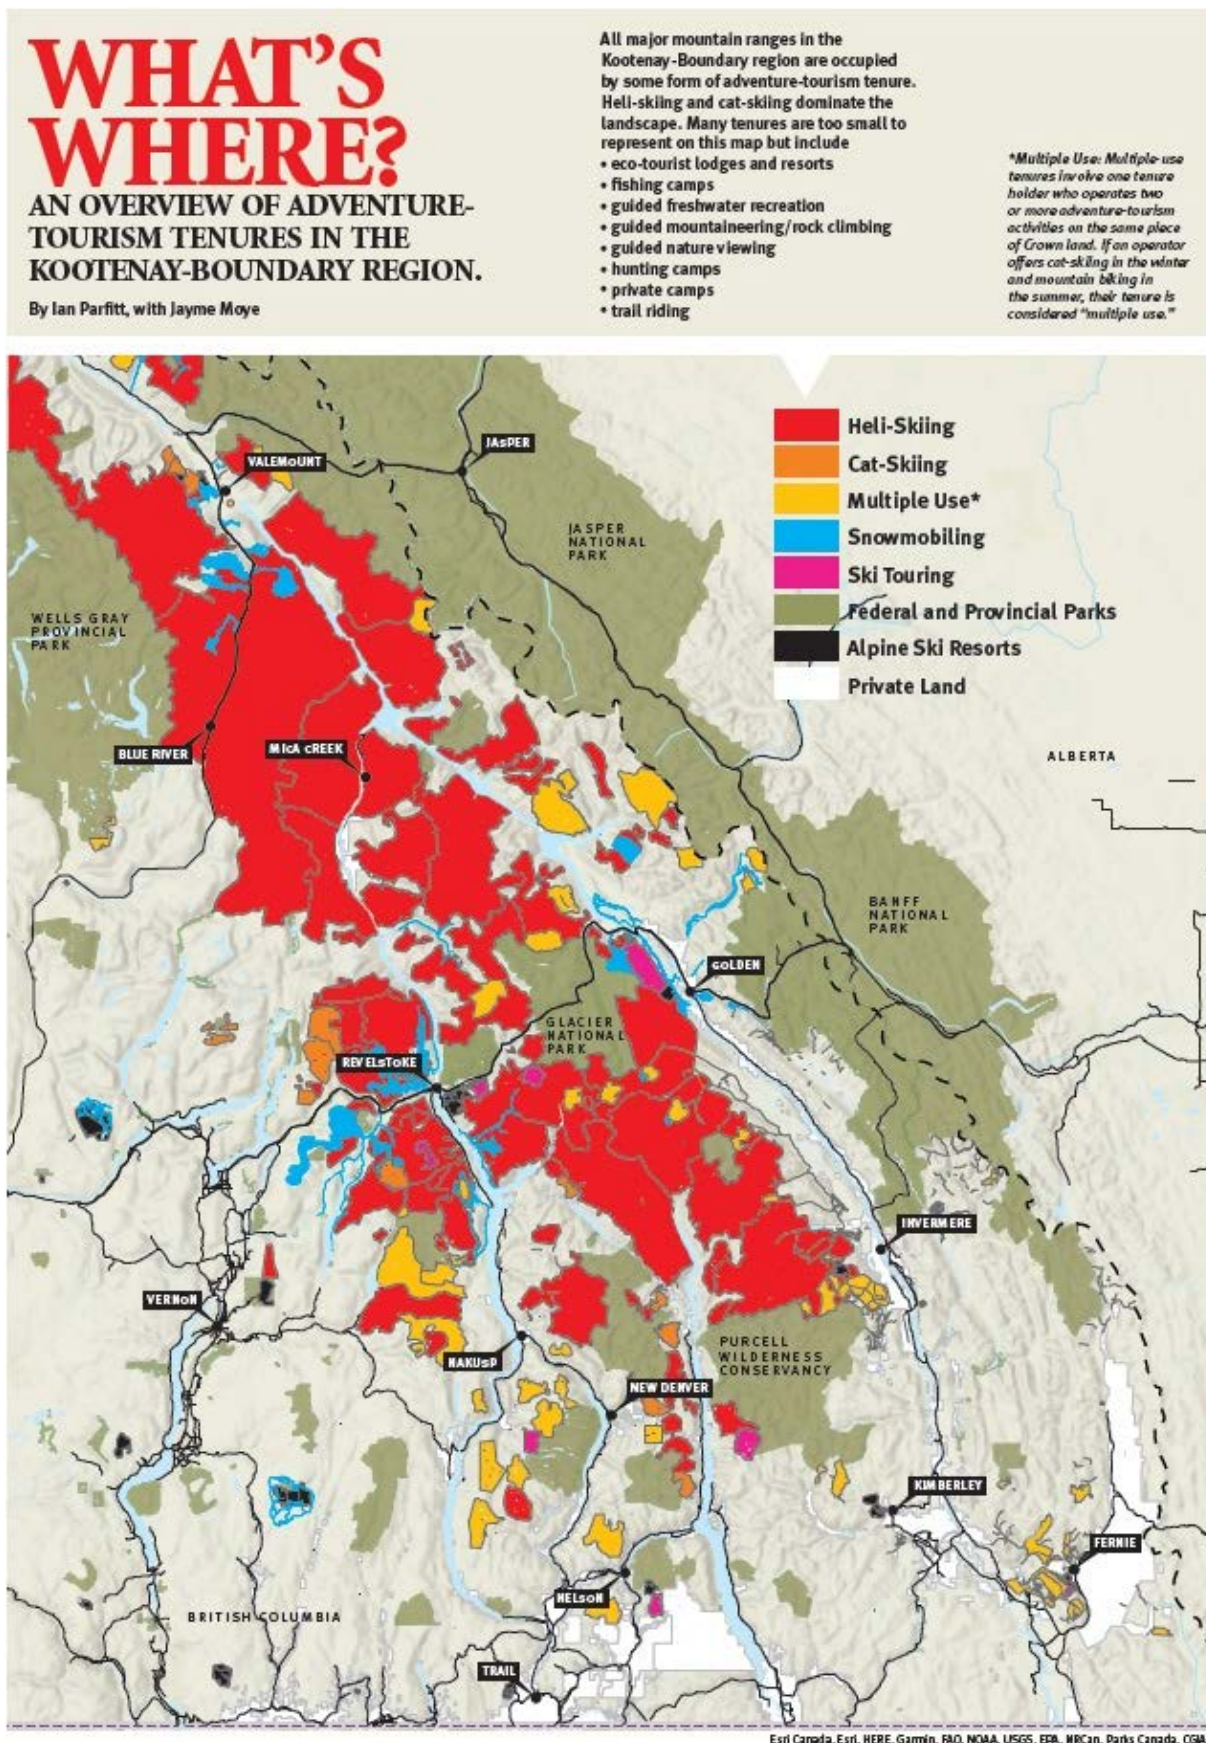 WHAT'S
WHERE?
AN OVERVIEW OF ADVENTURE-
TOURISM TENURES IN THE
KOOTENAY-BOUNDARY REGION.
By Ian Parfitt, with Jayme Moye
All major mountain ranges in the
Kootenay-Boundary region are occupied
by some form of adventure-tourism tenure.
Heli-skiing and cat-skiing dominate the
landscape. Many tenures are too small to
represent on this map but include
• eco-tourist lodges and resorts
• fishing camps
• guided freshwater recreation
• guided mountaineering/rock climbing
• guided nature viewing
• hunting camps
• private camps
• trail riding
*Multiple Use: Multiple-use
tenures involve one tenure
holder who operates two
or more adventure-tourism
activities on the same piece
of Crown land. If an operator
offers cat-skiing in the winter
and mountain biking in
the summer, their tenure is
considered "multiple use."
Heli-Skiing
Cat-Skiing
Multiple Use*
Snowmobiling
Ski Touring
Federal and Provincial Parks
Alpine Ski Resorts
Private Land
JAsPER
VALEMoUNT
JASPER
NATIONAL
PARK
WELLS GRAY
PROVINCIAL
PARK
BLUE RIVER
MIcA cREEK
ALBERTA
BANFF
NATIONAL
PARK
GoLDEN
GLACIER
NATIONAL
PARK
REVELsToKE
INVERMERE
VERNoN
NAKUsP
PURCELL
WILDERNESS
CONSERVANCY
NEW DENVER
KIMBERLEY
FERNIE
NELsoN
BRITISH COLUMBIA
TRAIL
Esri Canada, Esri, HERE, Garmin, FAO, NOAA, USGS, EPA, NRCan, Parks Canada, CGIA